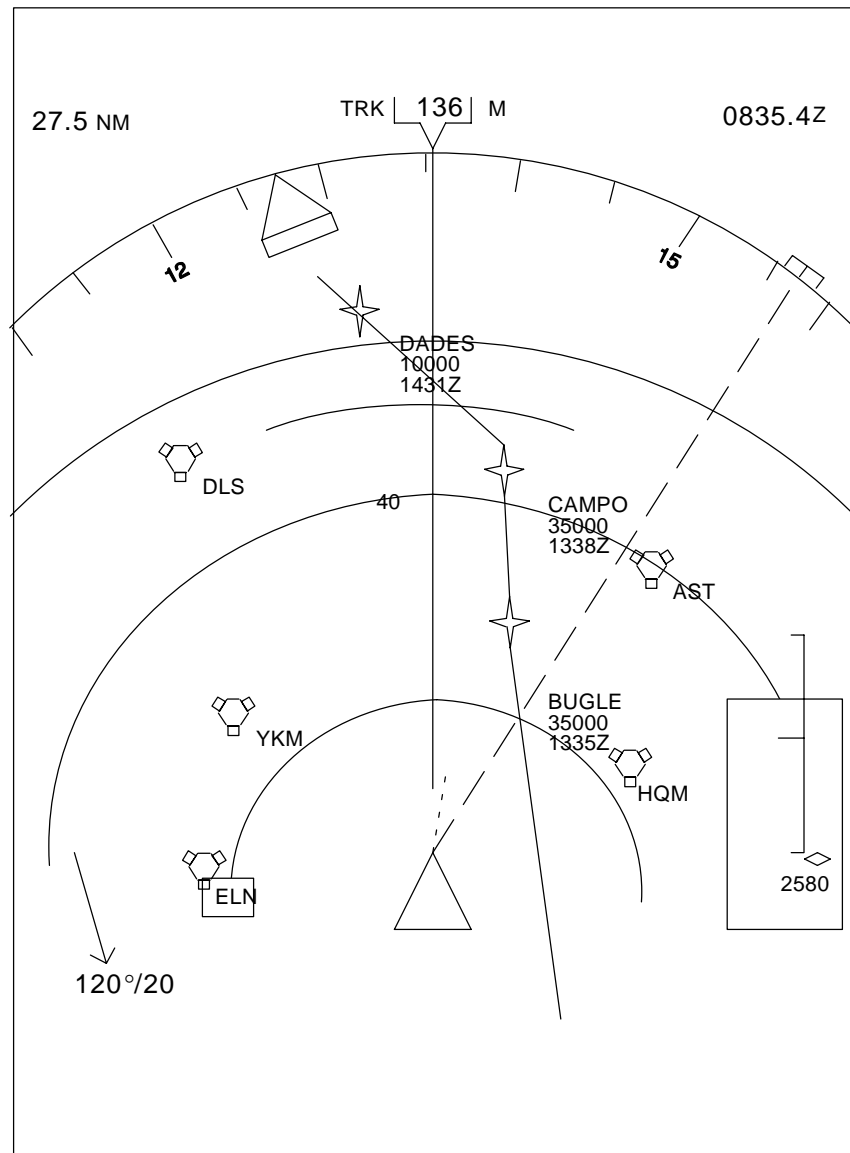 TRK 136 M
27.5 NM
0835.4Z
12
15
DADES
10000
1431Z
DLS
40
CAMPO
35000
1338Z
AST
YKM
BUGLE
35000
1335Z
HQM
ELN
2580
120°/20